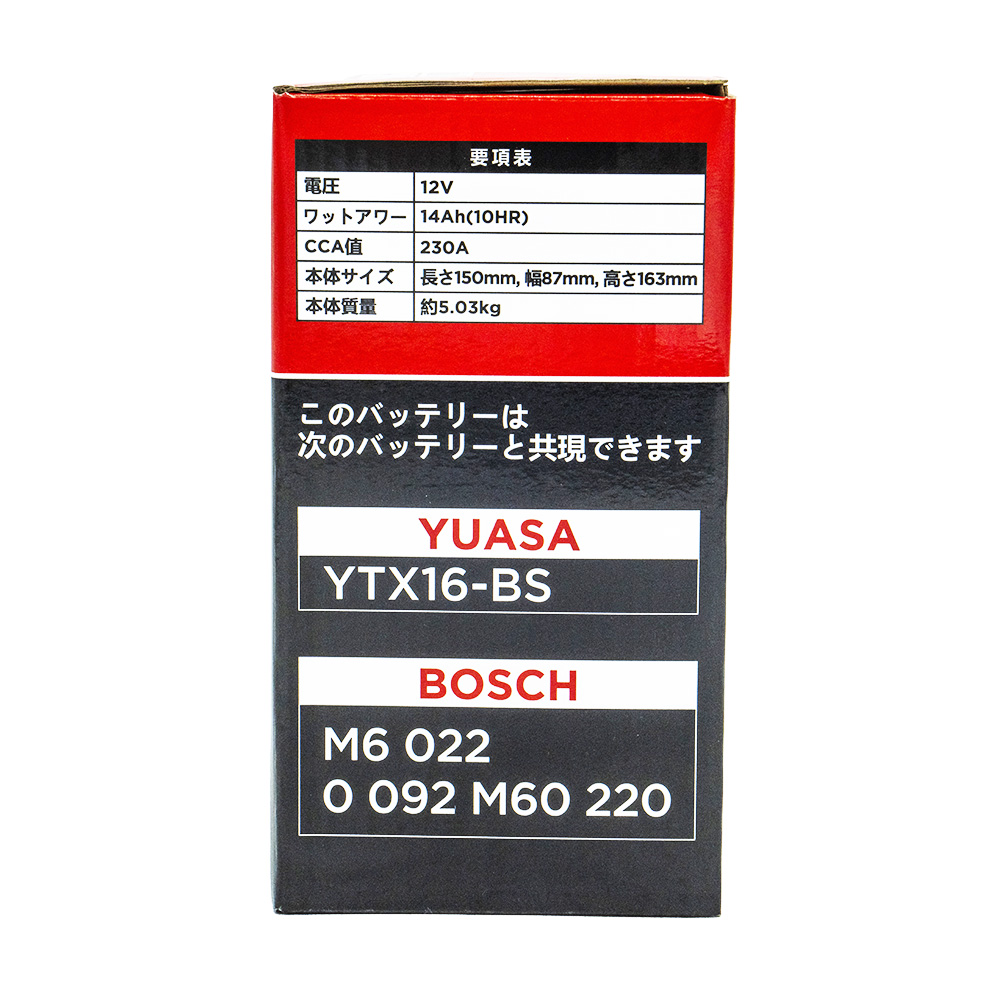 要項表
電圧 12V
ワットアワー 14Ah(10HR)
CCA値 230A
本体サイズ 長さ150mm, 幅87mm, 高さ163mm
本体質量 約5.03kg
このバッテリーは
次のバッテリーと共現できます
YUASA
YTX16-BS
BOSCH
M6 022
0 092 M60 220